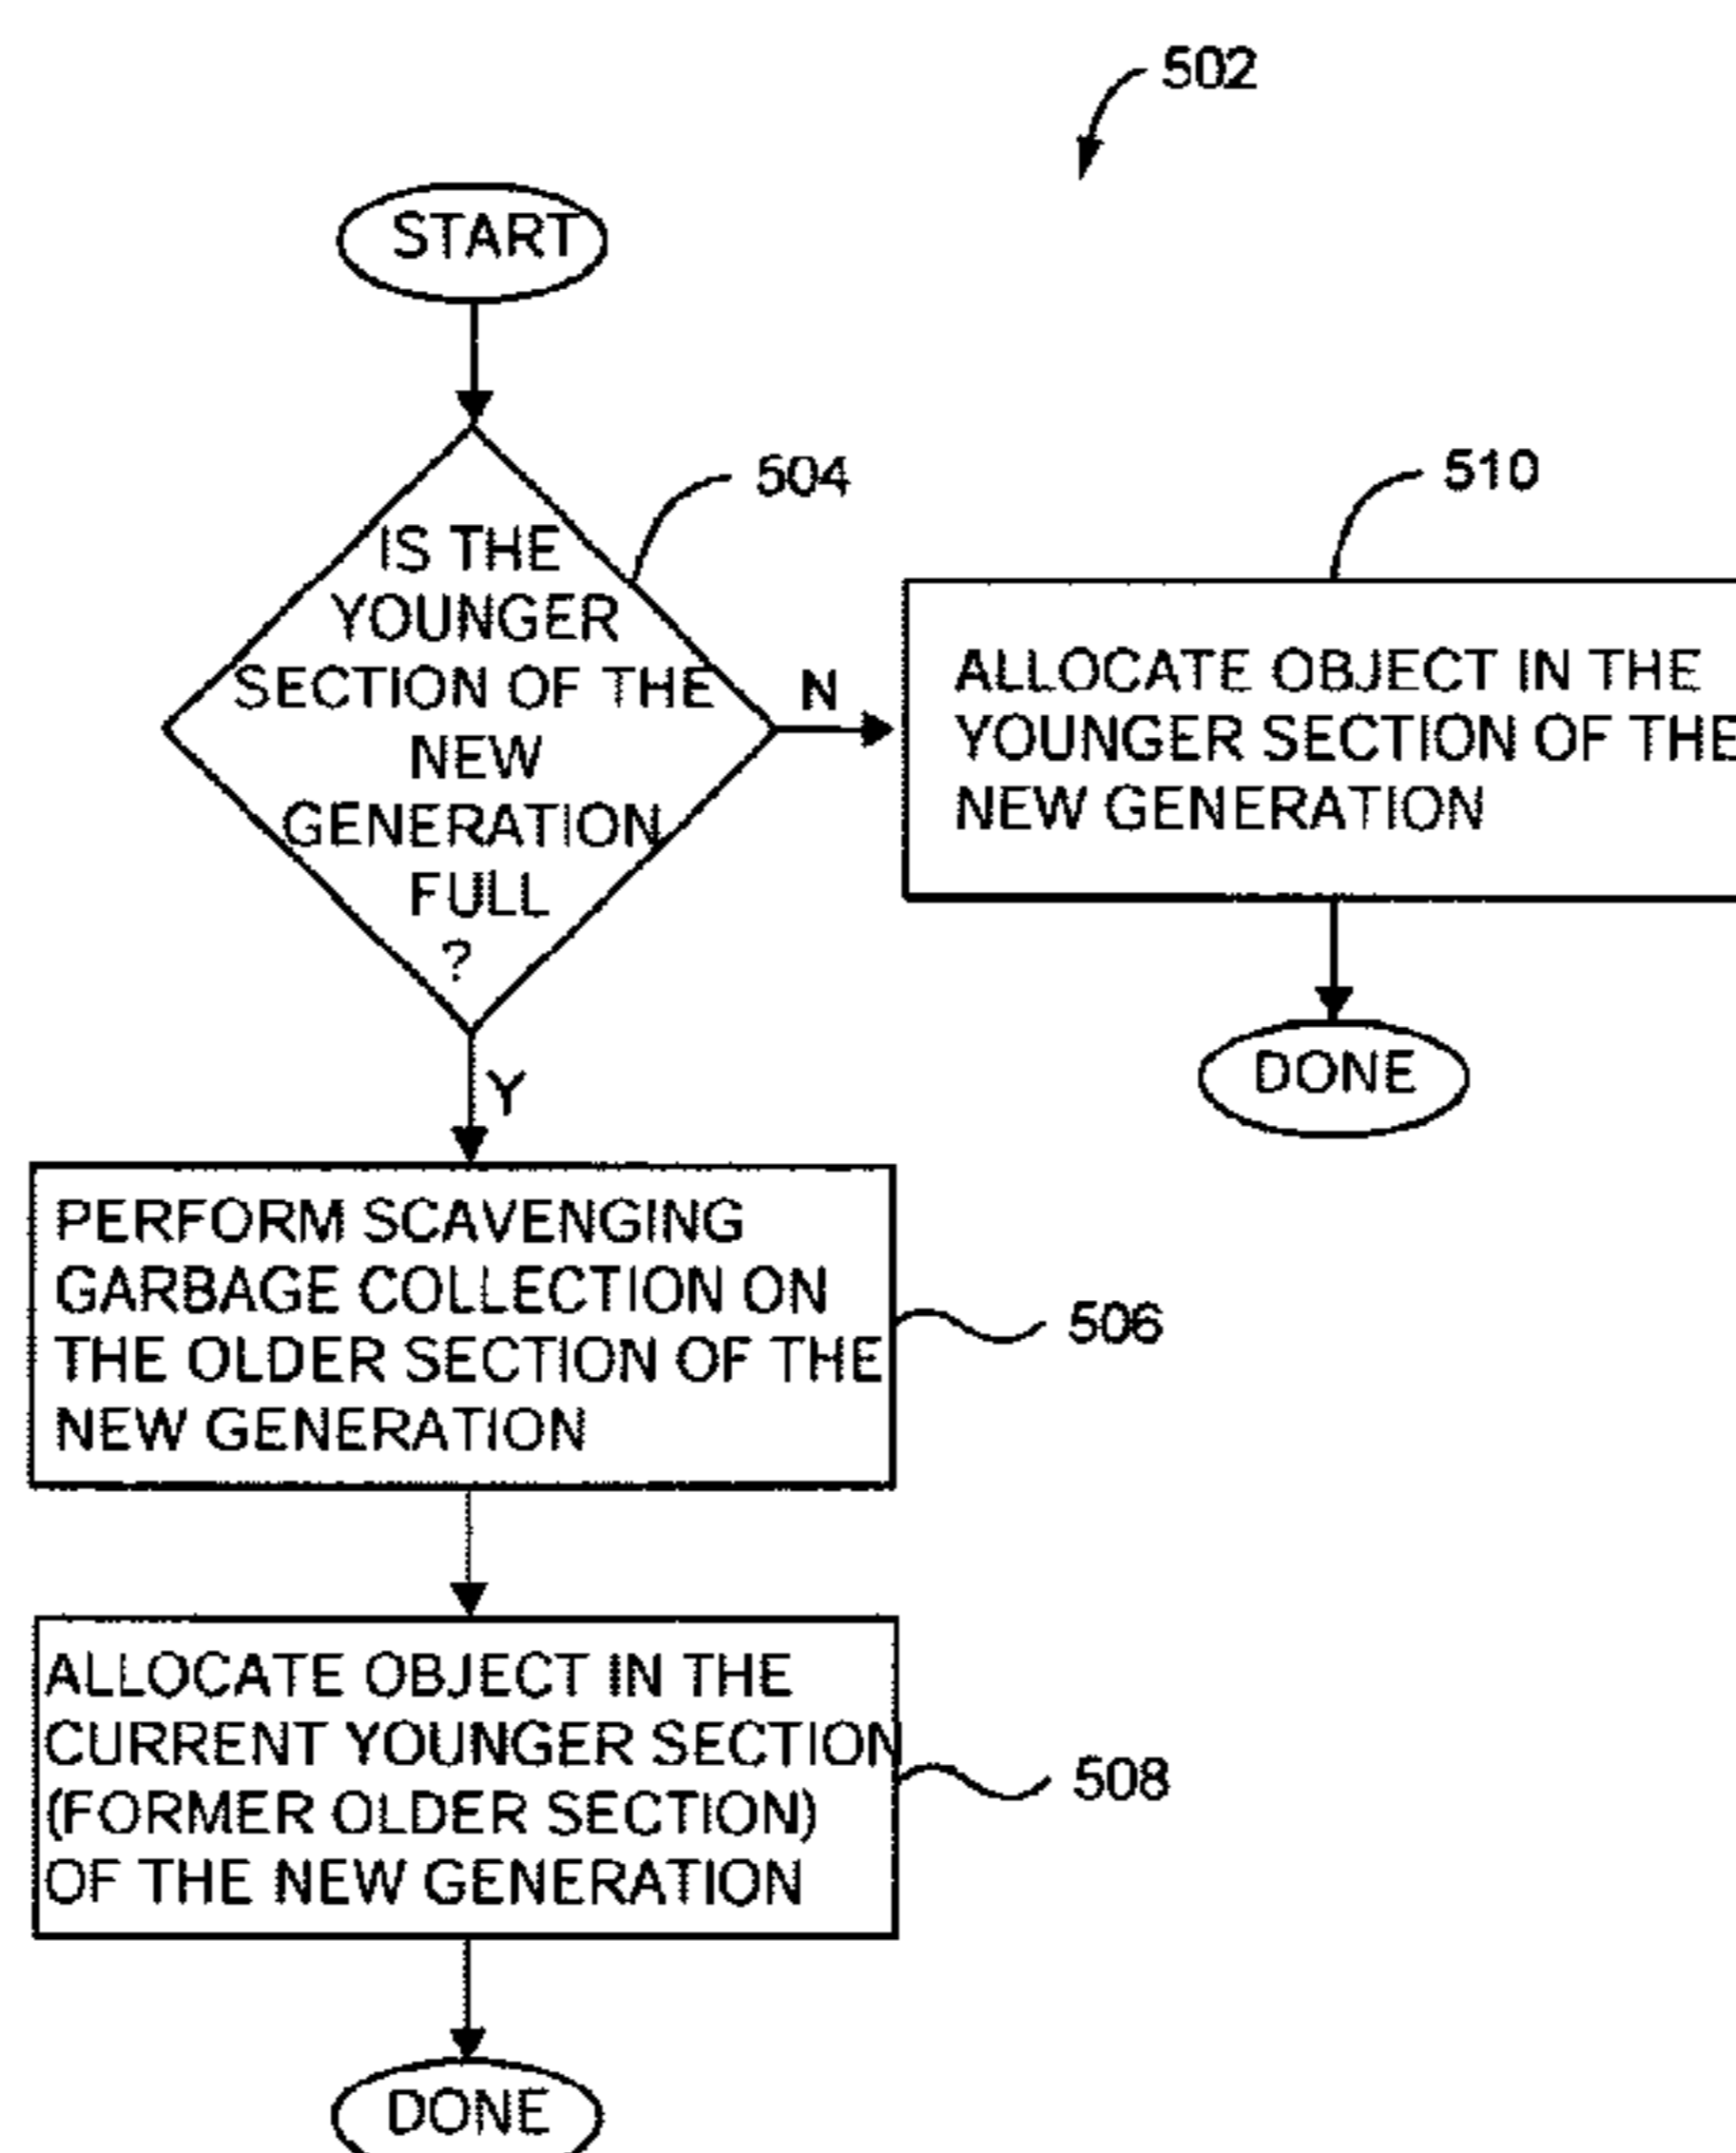 502
START
504
IS THE
YOUNGER
SECTION OF THE
NEW
GENERATION
FULL
?
N
510
ALLOCATE OBJECT IN THE
YOUNGER SECTION OF THE
NEW GENERATION
DONE
Y
PERFORM SCAVENGING
GARBAGE COLLECTION ON
THE OLDER SECTION OF THE
NEW GENERATION
506
ALLOCATE OBJECT IN THE
CURRENT YOUNGER SECTION
(FORMER OLDER SECTION)
OF THE NEW GENERATION
508
DONE